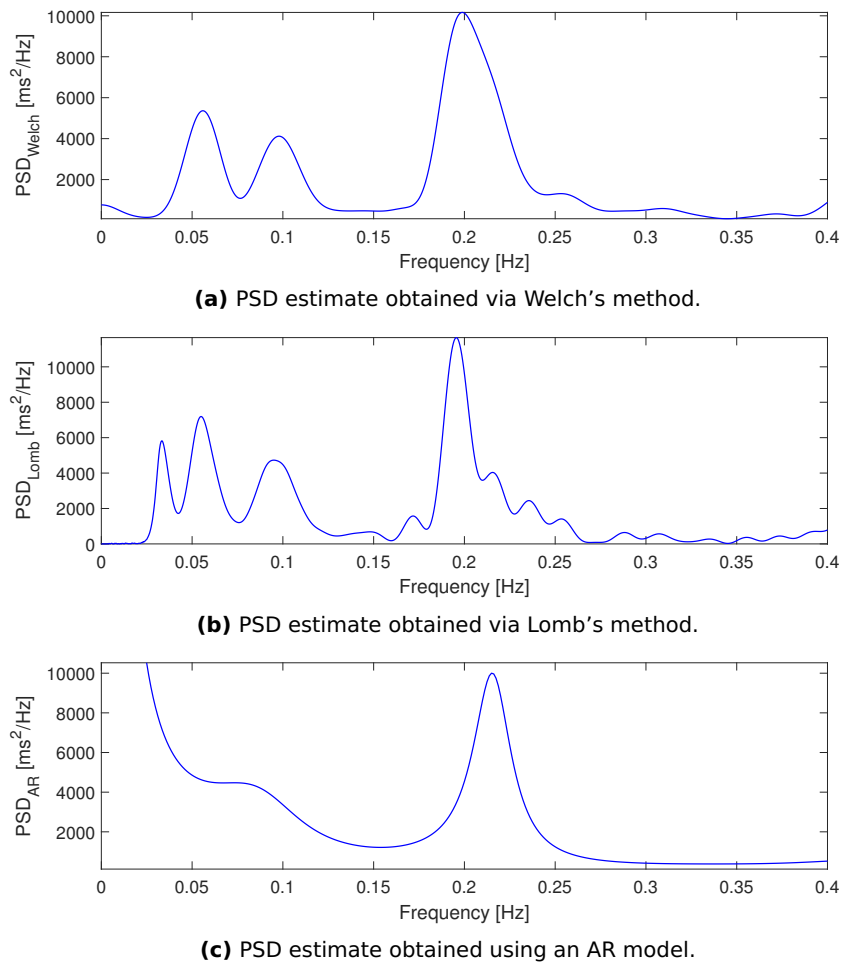 10000
8000
6000
4000
2000
PSD_Welch [ms²/Hz]
0 0.05 0.1 0.15 0.2 0.25 0.3 0.35 0.4
Frequency [Hz]
(a) PSD estimate obtained via Welch’s method.
10000
8000
6000
4000
2000
0
PSD_Lomb [ms²/Hz]
0 0.05 0.1 0.15 0.2 0.25 0.3 0.35 0.4
Frequency [Hz]
(b) PSD estimate obtained via Lomb’s method.
10000
8000
6000
4000
2000
PSD_AR [ms²/Hz]
0 0.05 0.1 0.15 0.2 0.25 0.3 0.35 0.4
Frequency [Hz]
(c) PSD estimate obtained using an AR model.